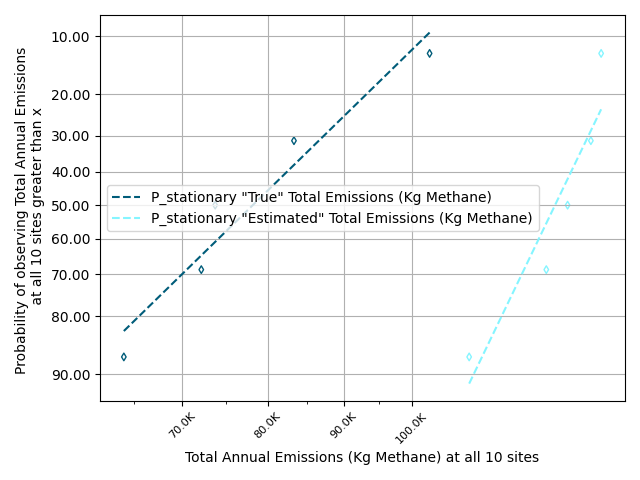 Probability of observing Total Annual Emissions
at all 10 sites greater than x
10.00
20.00
30.00
40.00
50.00
60.00
70.00
80.00
90.00
P_stationary "True" Total Emissions (Kg Methane)
P_stationary "Estimated" Total Emissions (Kg Methane)
70.0K
80.0K
90.0K
100.0K
Total Annual Emissions (Kg Methane) at all 10 sites